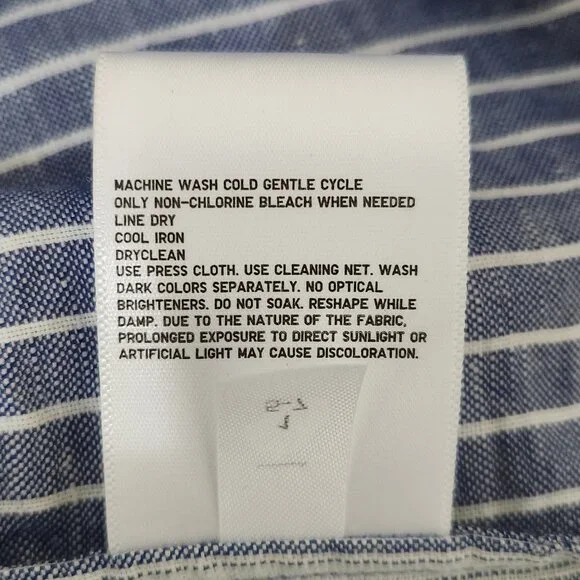 MACHINE WASH COLD GENTLE CYCLE
ONLY NON-CHLORINE BLEACH WHEN NEEDED
LINE DRY
COOL IRON
DRYCLEAN
USE PRESS CLOTH. USE CLEANING NET. WASH
DARK COLORS SEPARATELY. NO OPTICAL
BRIGHTENERS. DO NOT SOAK. RESHAPE WHILE
DAMP. DUE TO THE NATURE OF THE FABRIC,
PROLONGED EXPOSURE TO DIRECT SUNLIGHT OR
ARTIFICIAL LIGHT MAY CAUSE DISCOLORATION.